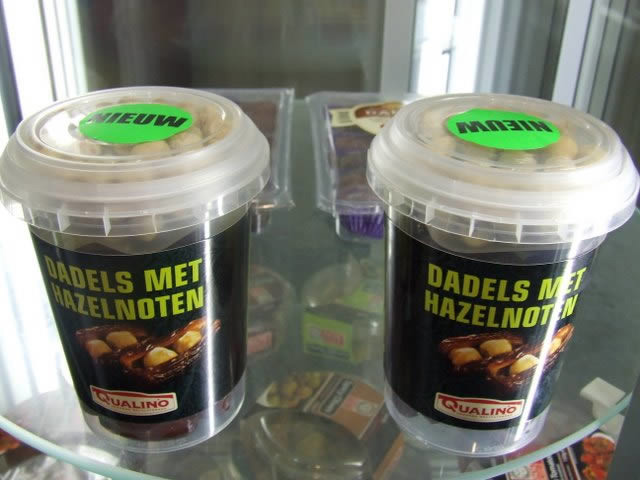 NIEUW
DADELS MET
HAZELNOTEN
QUALINO
NIEUW
DADELS MET
HAZELNOTEN
QUALINO